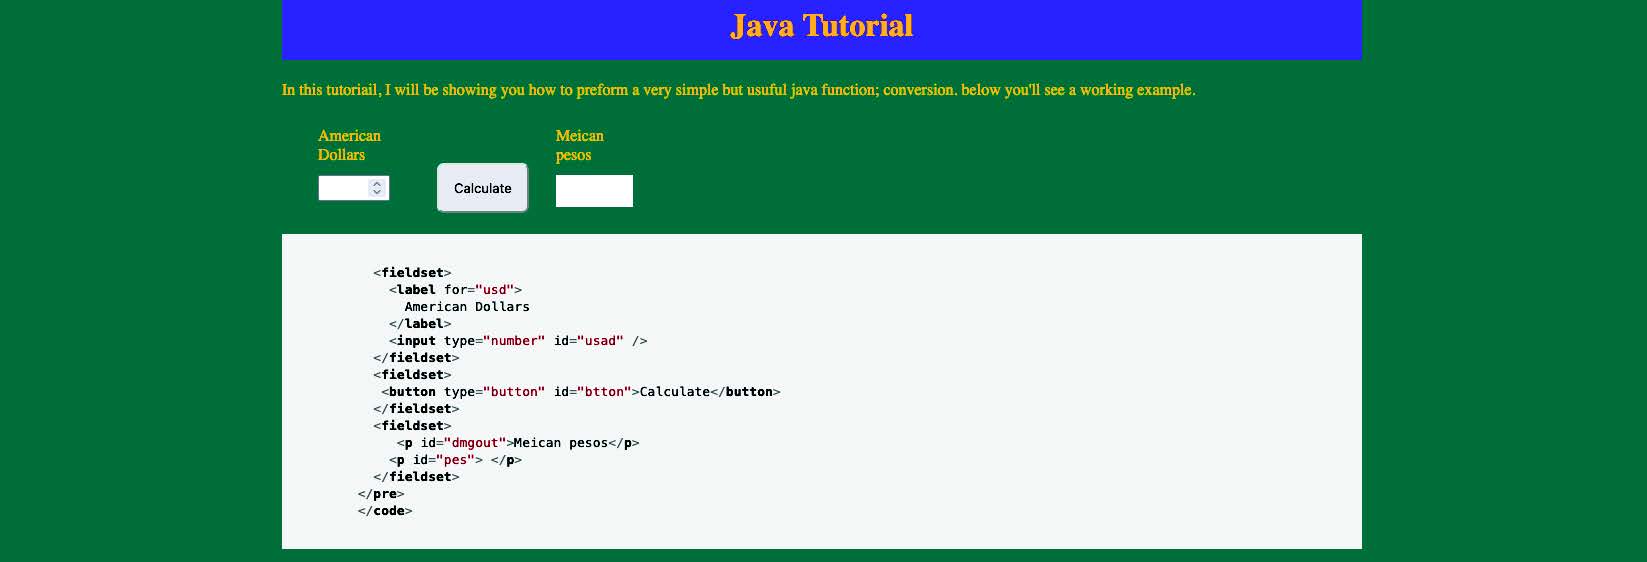 Java Tutorial
In this tutoriail, I will be showing you how to preform a very simple but usuful java function; conversion. below you'll see a working example.
American
Dollars
Calculate
Meican
pesos
<fieldset>
<label for="usd">
American Dollars
</label>
<input type="number" id="usad" />
</fieldset>
<fieldset>
<button type="button" id="btton">Calculate</button>
</fieldset>
<fieldset>
<p id="dmgout">Meican pesos</p>
<p id="pes"> </p>
</fieldset>
</pre>
</code>